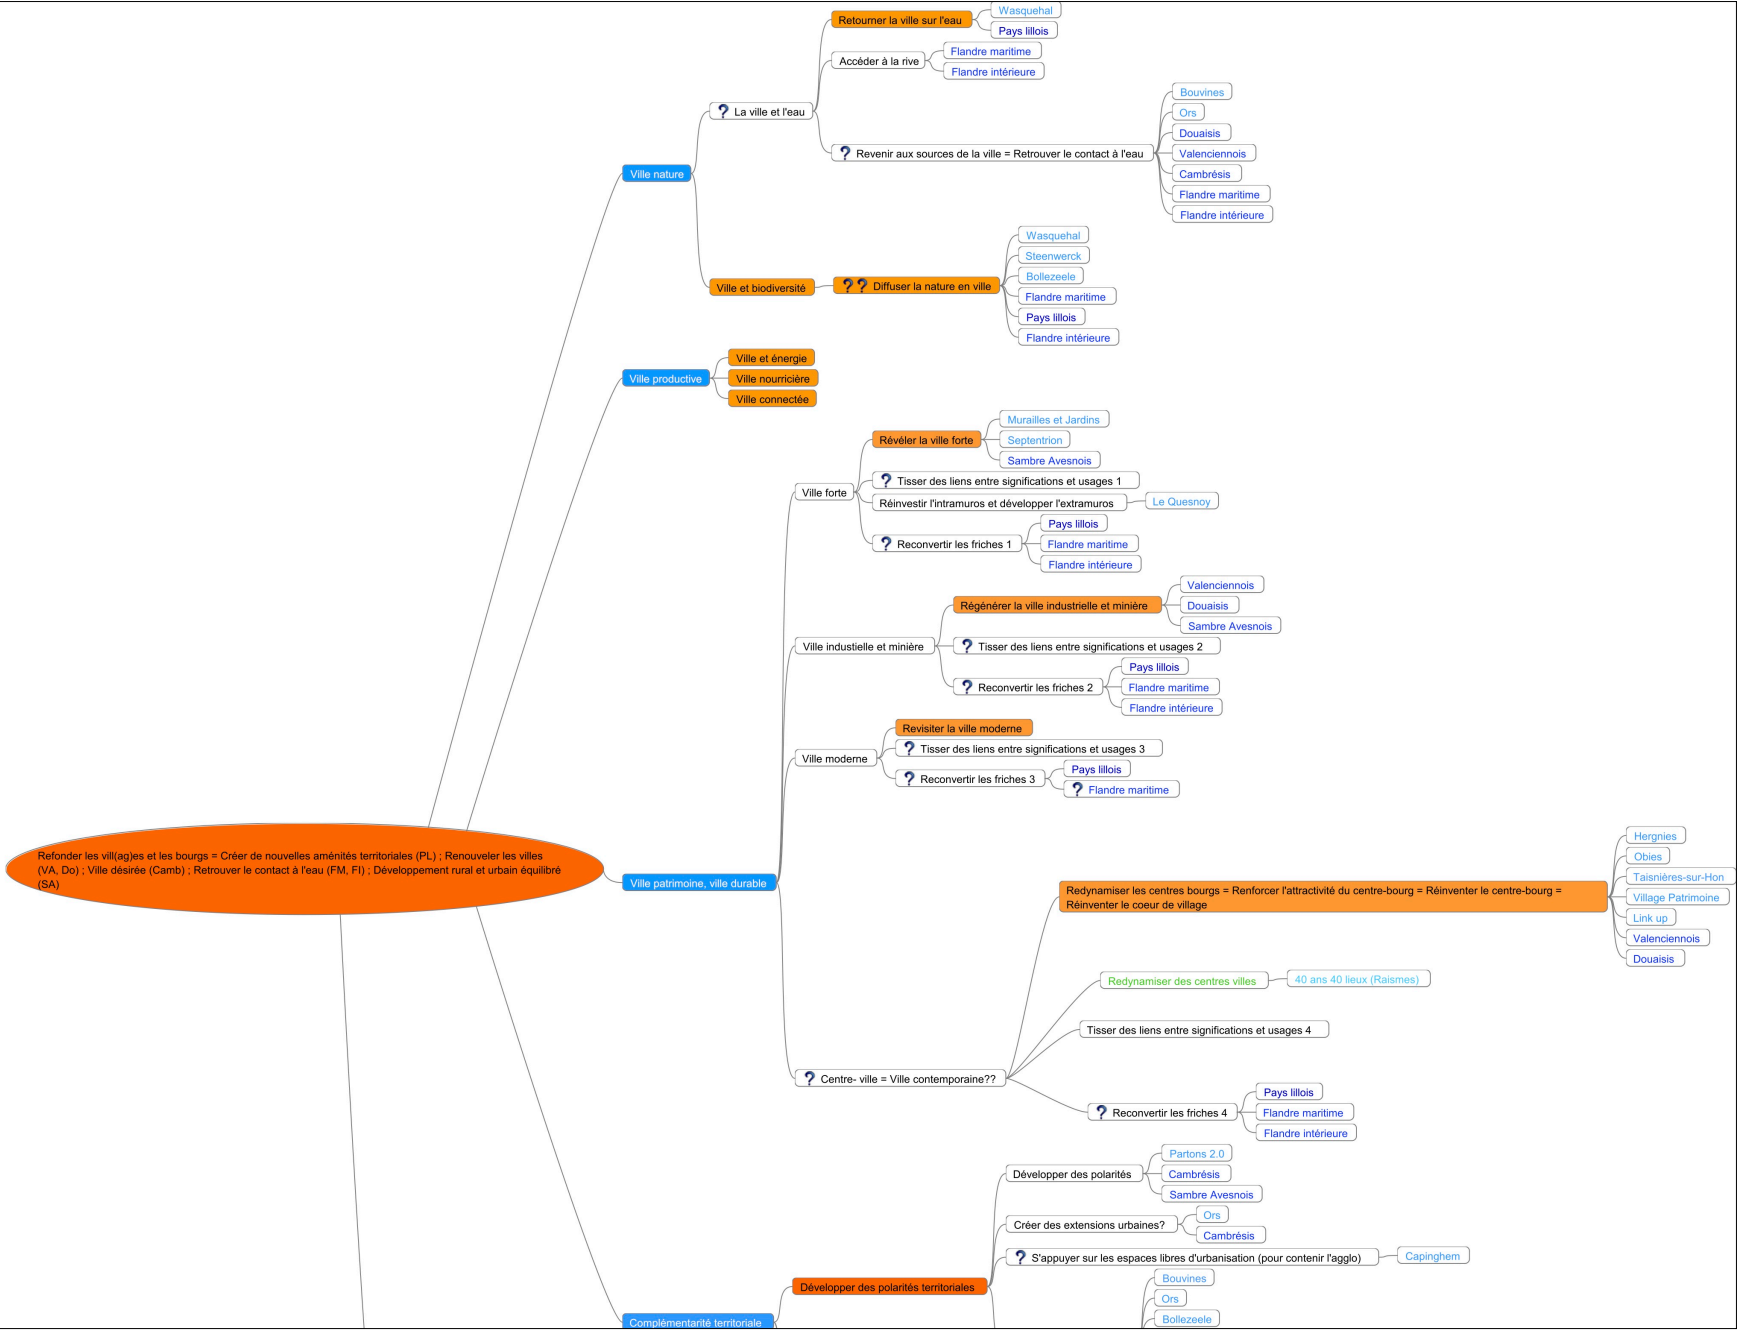 Retourner la ville sur l'eau
Wasquehal
Pays lillois
Accéder à la rive
Flandre maritime
Flandre intérieure
? La ville et l'eau
? Revenir aux sources de la ville = Retrouver le contact à l'eau
Bouvines
Ors
Douaisis
Valenciennois
Cambrésis
Flandre maritime
Flandre intérieure
Ville nature
Ville et biodiversité
? ? Diffuser la nature en ville
Wasquehal
Steenwerck
Bollezeele
Flandre maritime
Pays lillois
Flandre intérieure
Ville productive
Ville et énergie
Ville nourricière
Ville connectée
Ville forte
Révéler la ville forte
Murailles et Jardins
Septentrion
Sambre Avesnois
? Tisser des liens entre significations et usages 1
Réinvestir l'intramuros et développer l'extramuros
Le Quesnoy
? Reconvertir les friches 1
Pays lillois
Flandre maritime
Flandre intérieure
Ville industielle et minière
Régénérer la ville industrielle et minière
Valenciennois
Douaisis
Sambre Avesnois
? Tisser des liens entre significations et usages 2
? Reconvertir les friches 2
Pays lillois
Flandre maritime
Flandre intérieure
Ville moderne
Revisiter la ville moderne
? Tisser des liens entre significations et usages 3
? Reconvertir les friches 3
Pays lillois
? Flandre maritime
Refonder les vill(ag)es et les bourgs = Créer de nouvelles aménités territoriales (PL) ; Renouveler les villes
(VA, Do) ; Ville désirée (Camb) ; Retrouver le contact à l'eau (FM, FI) ; Développement rural et urbain équilibré
(SA)
Ville patrimoine, ville durable
Redynamiser les centres bourgs = Renforcer l'attractivité du centre-bourg = Réinventer le centre-bourg =
Réinventer le coeur de village
Hergnies
Obies
Taisnières-sur-Hon
Village Patrimoine
Link up
Valenciennois
Douaisis
Redynamiser des centres villes
40 ans 40 lieux (Raismes)
Tisser des liens entre significations et usages 4
? Centre- ville = Ville contemporaine??
? Reconvertir les friches 4
Pays lillois
Flandre maritime
Flandre intérieure
Développer des polarités
Partons 2.0
Cambrésis
Sambre Avesnois
Créer des extensions urbaines?
Ors
Cambrésis
? S'appuyer sur les espaces libres d'urbanisation (pour contenir l'agglo)
Capinghem
Développer des polarités territoriales
Bouvines
Ors
Bollezeele
Complémentarité territoriale